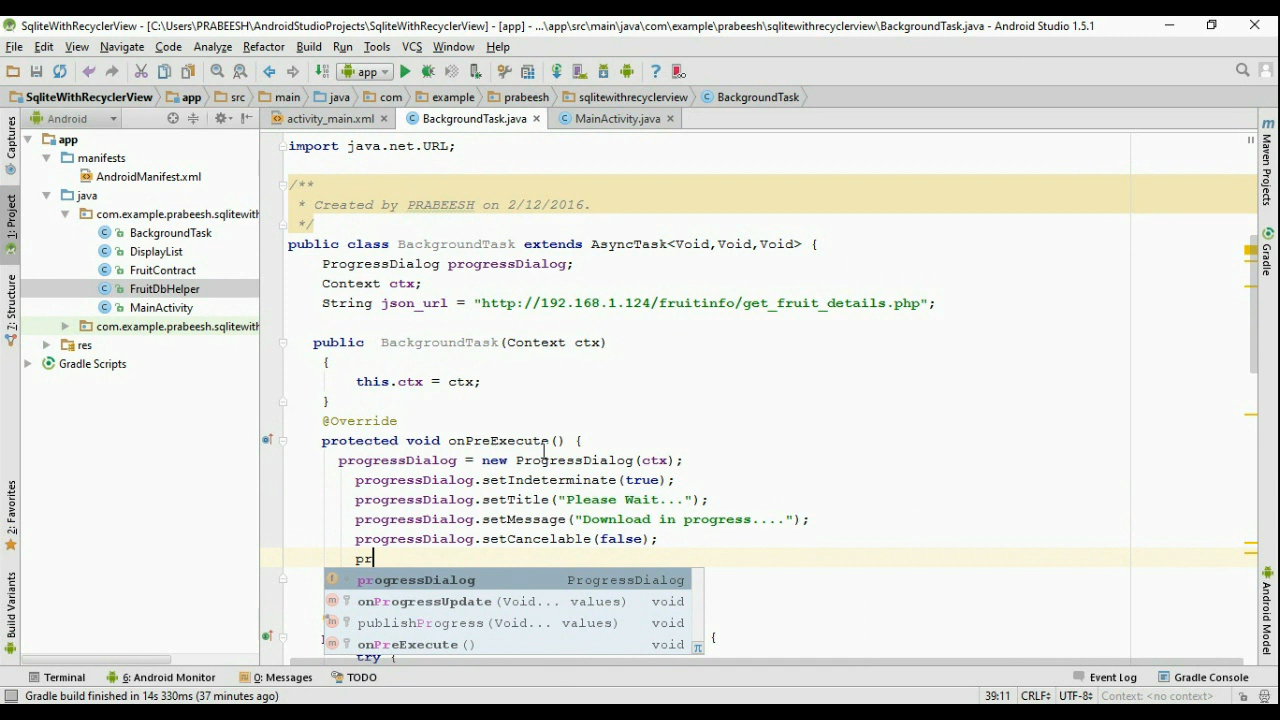 SqliteWithRecyclerView - [C:\Users\PRABEESH\AndroidStudioProjects\SqliteWithRecyclerView] - [app] - ...\app\src\main\java\com\example\prabeesh\sqlitewithrecyclerview\BackgroundTask.java - Android Studio 1.5.1
File Edit View Navigate Code Analyze Refactor Build Run Tools VCS Window Help
app
SqliteWithRecyclerView app src main java com example prabeesh sqlitewithrecyclerview BackgroundTask.java
Android activity_main.xml BackgroundTask.java MainActivity.java
Captures
1: Project
7: Structure
2: Favorites
Build Variants
app
manifests
AndroidManifest.xml
java
com.example.prabeesh.sqlitewith
BackgroundTask
DisplayList
FruitContract
FruitDbHelper
MainActivity
com.example.prabeesh.sqlitewith
res
Gradle Scripts
import java.net.URL;
/**
* Created by PRABEESH on 2/12/2016.
*/
public class BackgroundTask extends AsyncTask<Void,Void,Void> {
ProgressDialog progressDialog;
Context ctx;
String json_url = "http://192.168.1.124/fruitinfo/get_fruit_details.php";
public BackgroundTask(Context ctx)
{
this.ctx = ctx;
}
@Override
protected void onPreExecute() {
progressDialog = new ProgressDialog(ctx);
progressDialog.setIndeterminate(true);
progressDialog.setTitle("Please Wait...");
progressDialog.setMessage("Download in progress....");
progressDialog.setCancelable(false);
pr
progressDialog ProgressDialog
onProgressUpdate(Void... values) void
publishProgress(Void... values) void
onPreExecute() void
{
try {
Maven Projects
Gradle
Android Model
Terminal 6: Android Monitor 0: Messages TODO Event Log Gradle Console
Gradle build finished in 14s 330ms (37 minutes ago) 39:11 CRLF UTF-8 Context: <no context>